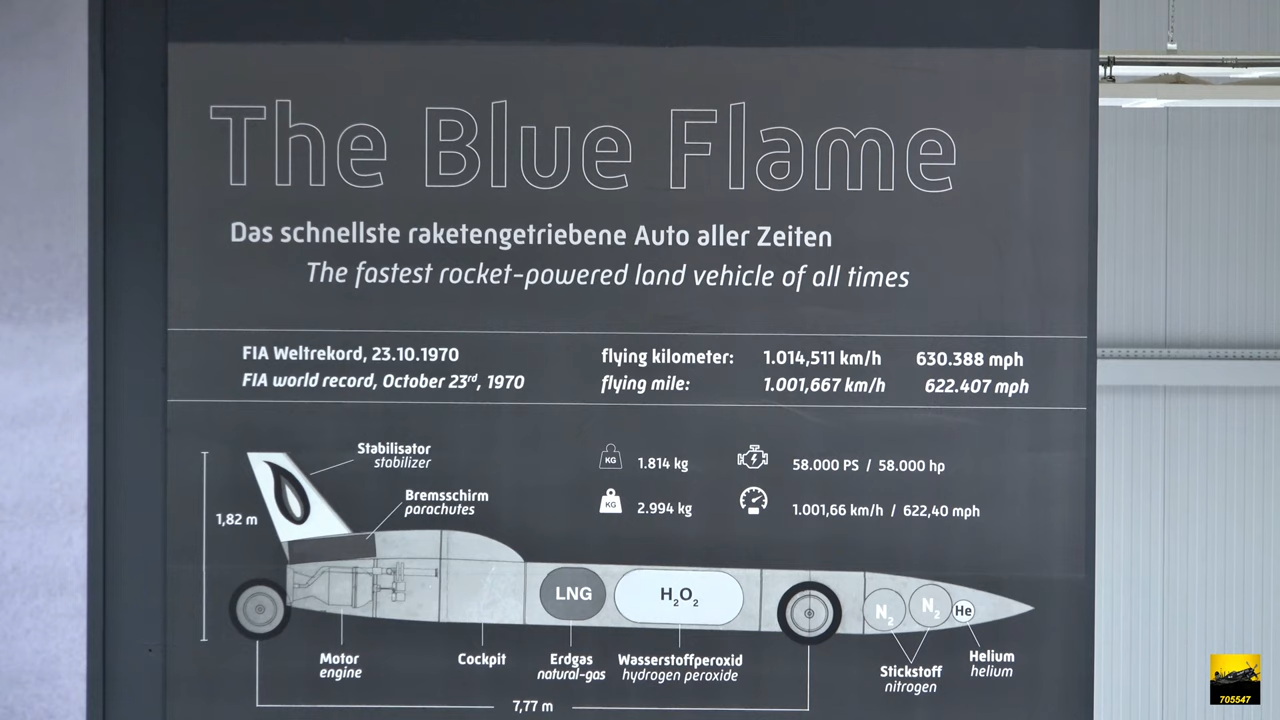 The Blue Flame
Das schnellste raketengetriebene Auto aller Zeiten
The fastest rocket-powered land vehicle of all times
FIA Weltrekord, 23.10.1970
FIA world record, October 23rd, 1970
flying kilometer: 1.014,511 km/h 630.388 mph
flying mile: 1.001,667 km/h 622.407 mph
Stabilisator
stabilizer
Bremsschirm
parachutes
KG 1.814 kg
58.000 PS / 58.000 hp
KG 2.994 kg
1.001,66 km/h / 622,40 mph
1,82 m
LNG
H2O2
N2
N2
He
Motor
engine
Cockpit
Erdgas
natural-gas
Wasserstoffperoxid
hydrogen peroxide
Stickstoff
nitrogen
Helium
helium
7,77 m
705547